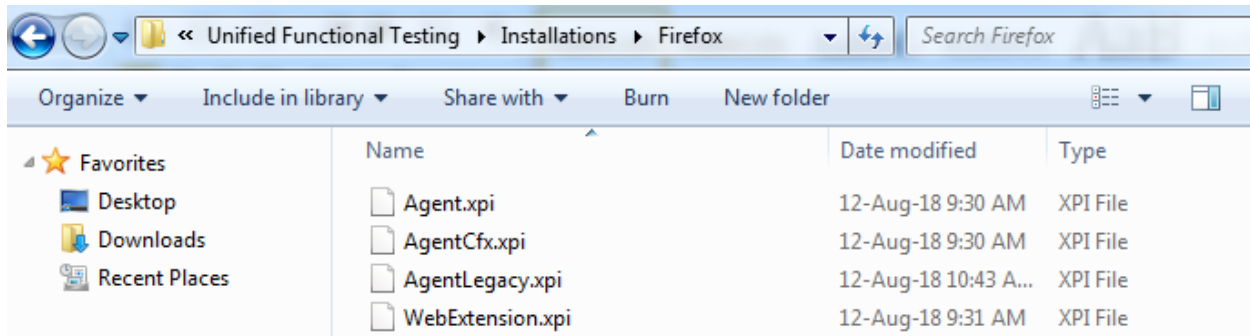 « Unified Functional Testing ▸ Installations ▸ Firefox Search Firefox
Organize Include in library Share with Burn New folder
Name Date modified Type
Favorites
Desktop Agent.xpi 12-Aug-18 9:30 AM XPI File
Downloads AgentCfx.xpi 12-Aug-18 9:30 AM XPI File
Recent Places AgentLegacy.xpi 12-Aug-18 10:43 A... XPI File
WebExtension.xpi 12-Aug-18 9:31 AM XPI File